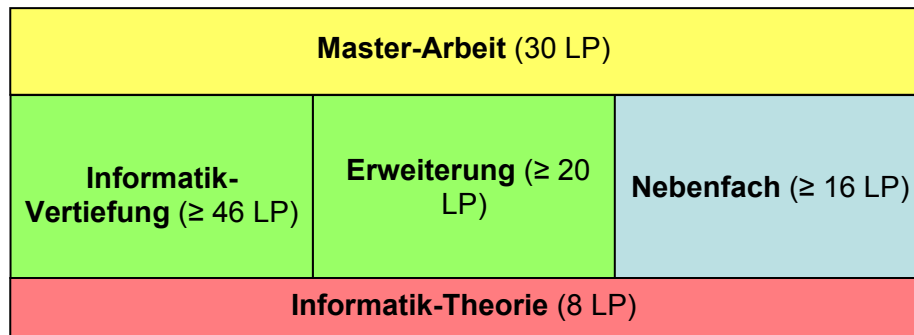 Master-Arbeit (30 LP)
Informatik-
Vertiefung (≥ 46 LP)
Erweiterung (≥ 20
LP)
Nebenfach (≥ 16 LP)
Informatik-Theorie (8 LP)